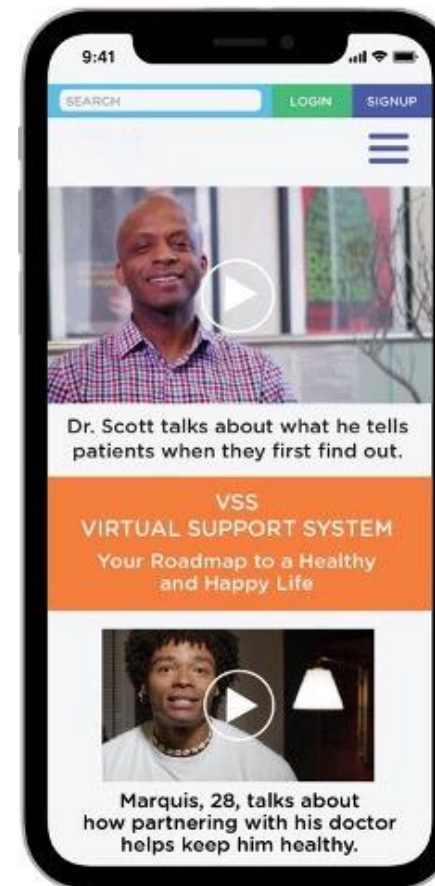 9:41
SEARCH
LOGIN
SIGNUP
Dr. Scott talks about what he tells
patients when they first find out.
VSS
VIRTUAL SUPPORT SYSTEM
Your Roadmap to a Healthy
and Happy Life
Marquis, 28, talks about
how partnering with his doctor
helps keep him healthy.